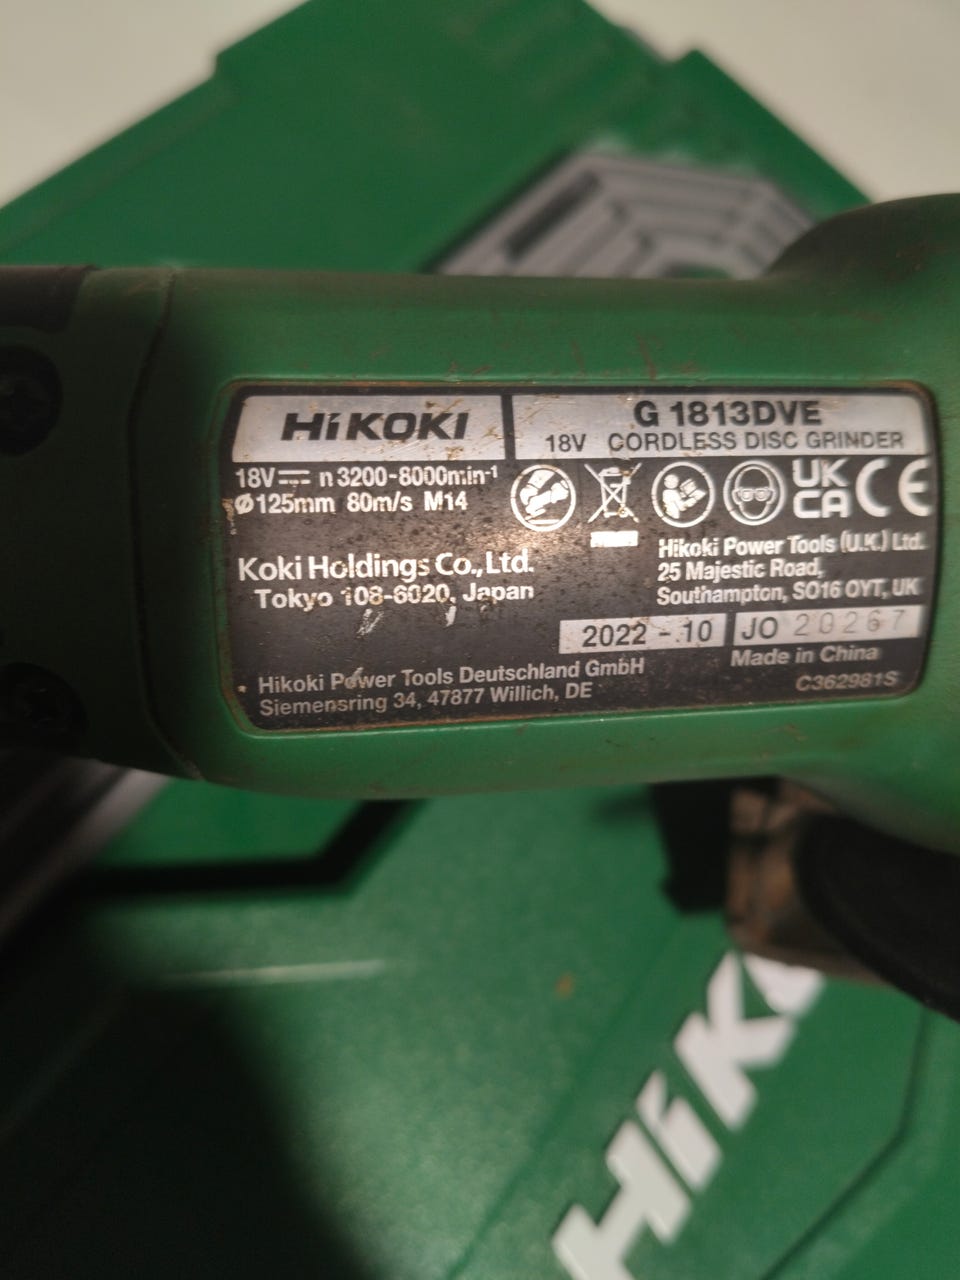 HiKOKI
G 1813DVE
18V CORDLESS DISC GRINDER
18V⎓ n 3200-8000min⁻¹
Ø125mm 80m/s M14
UK
CA CE
Koki Holdings Co.,Ltd.
Tokyo 108-6020, Japan
Hikoki Power Tools (U.K.) Ltd.
25 Majestic Road,
Southampton, SO16 OYT, UK
2022 - 10
JO 20267
Made in China
Hikoki Power Tools Deutschland GmbH
Siemensring 34, 47877 Willich, DE
C362981S
HiK